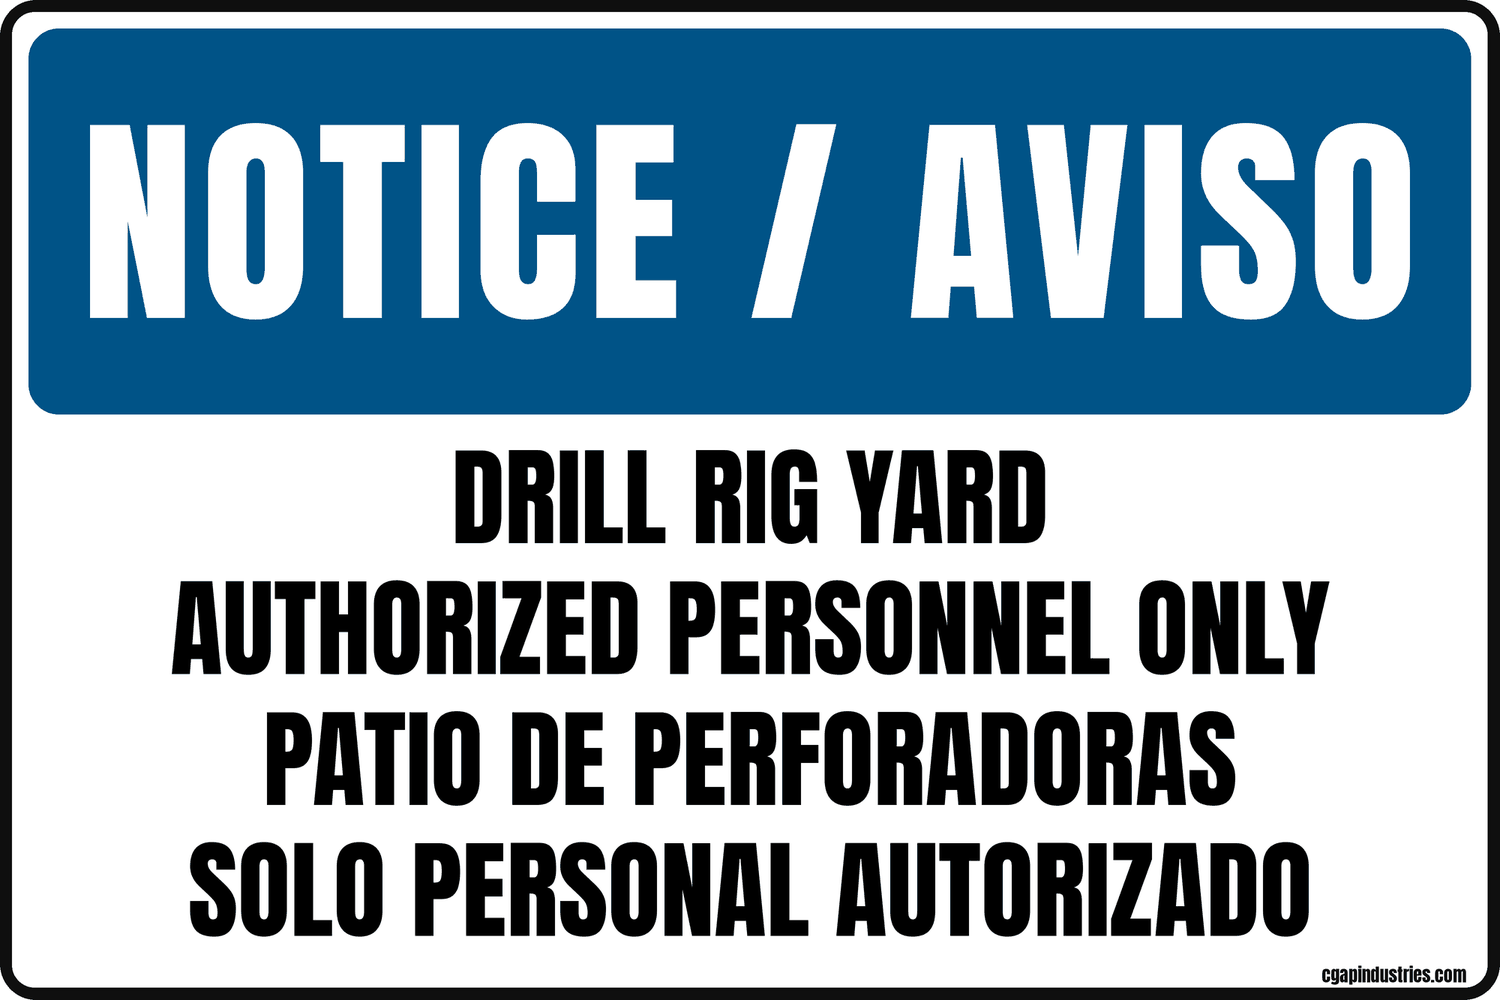 NOTICE / AVISO
DRILL RIG YARD
AUTHORIZED PERSONNEL ONLY
PATIO DE PERFORADORAS
SOLO PERSONAL AUTORIZADO
cgapindustries.com